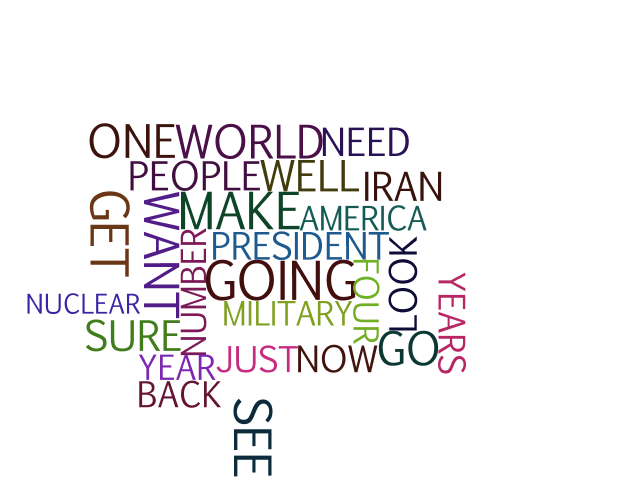 ONE WORLD NEED
PEOPLE WELL IRAN
GET WANT MAKE AMERICA
NUMBER PRESIDENT LOOK
GOING FOUR YEARS
NUCLEAR MILITARY
SURE GO
YEAR JUST NOW
BACK
SEE